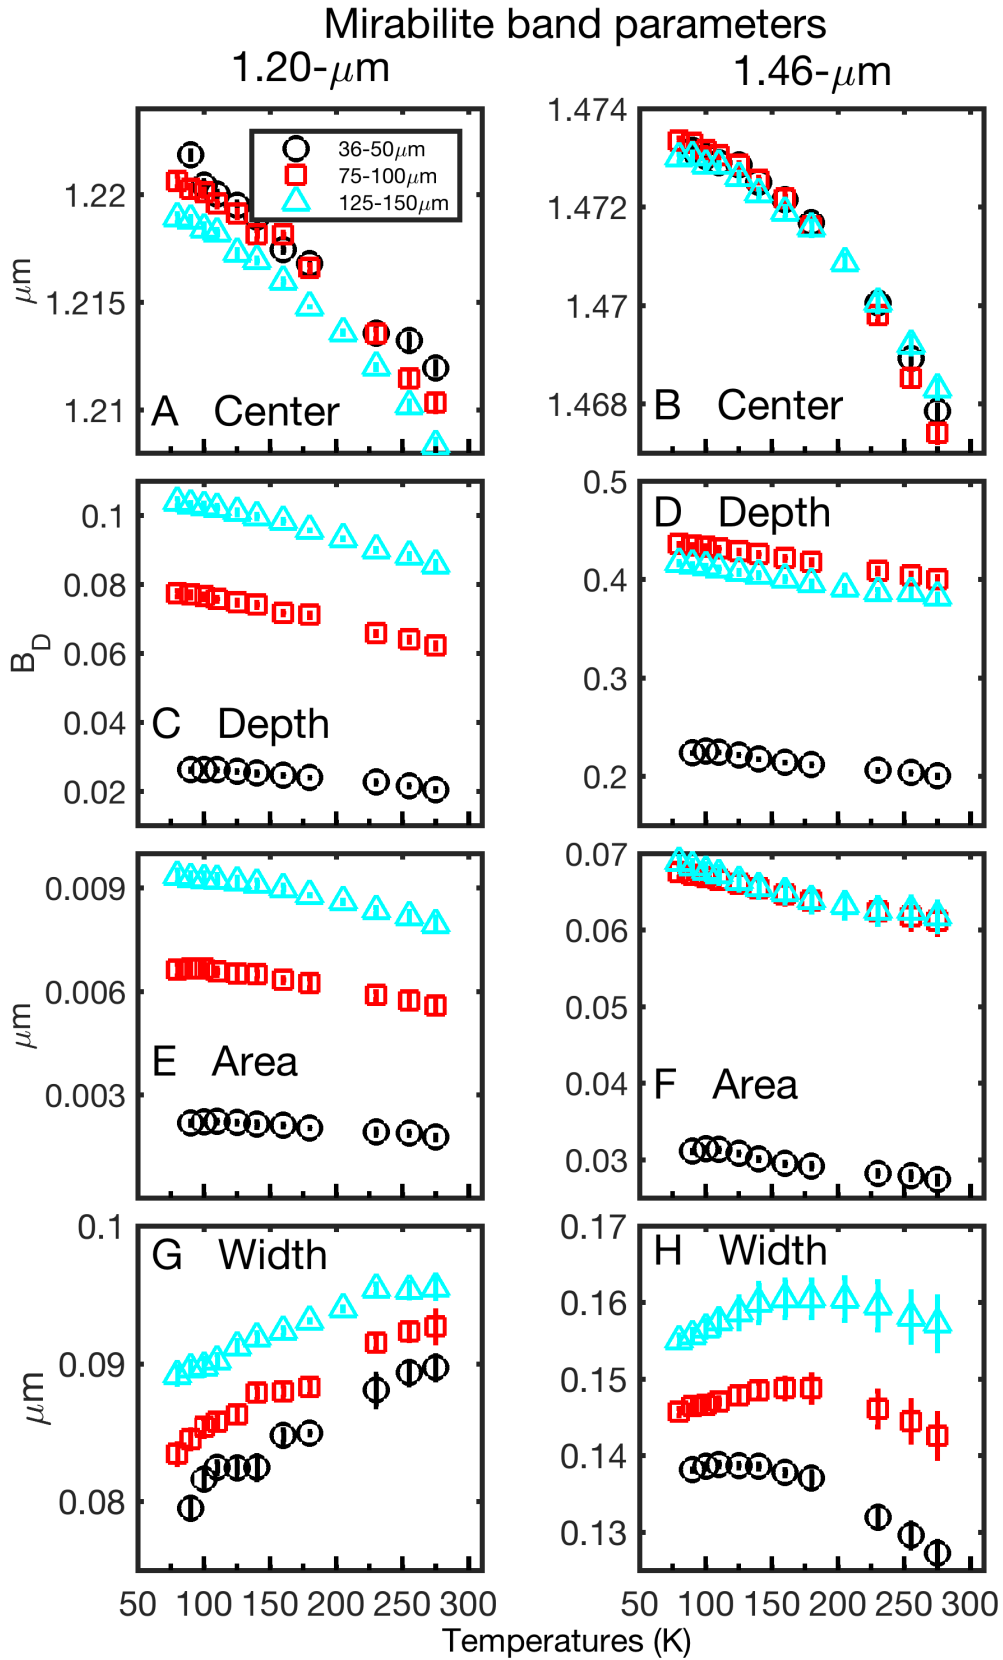 Mirabilite band parameters
1.20-μm
1.46-μm
36-50μm
75-100μm
125-150μm
1.22
1.215
1.21
μm
A Center
1.474
1.472
1.47
1.468
B Center
0.1
0.08
0.06
0.04
0.02
B_D
C Depth
0.5
0.4
0.3
0.2
D Depth
0.009
0.006
0.003
μm
E Area
0.07
0.06
0.05
0.04
0.03
F Area
0.1
0.09
0.08
μm
G Width
0.17
0.16
0.15
0.14
0.13
H Width
50 100 150 200 250 300
50 100 150 200 250 300
Temperatures (K)